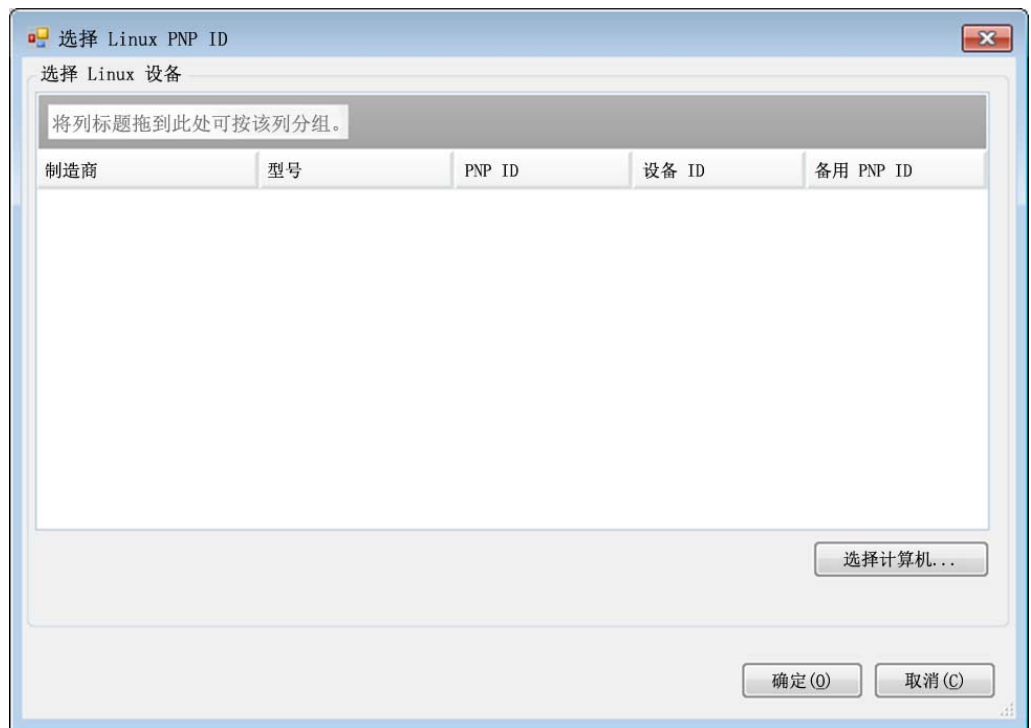 选择 Linux PNP ID
选择 Linux 设备
将列标题拖到此处可按该列分组。
制造商 型号 PNP ID 设备 ID 备用 PNP ID
选择计算机...
确定(O) 取消(C)